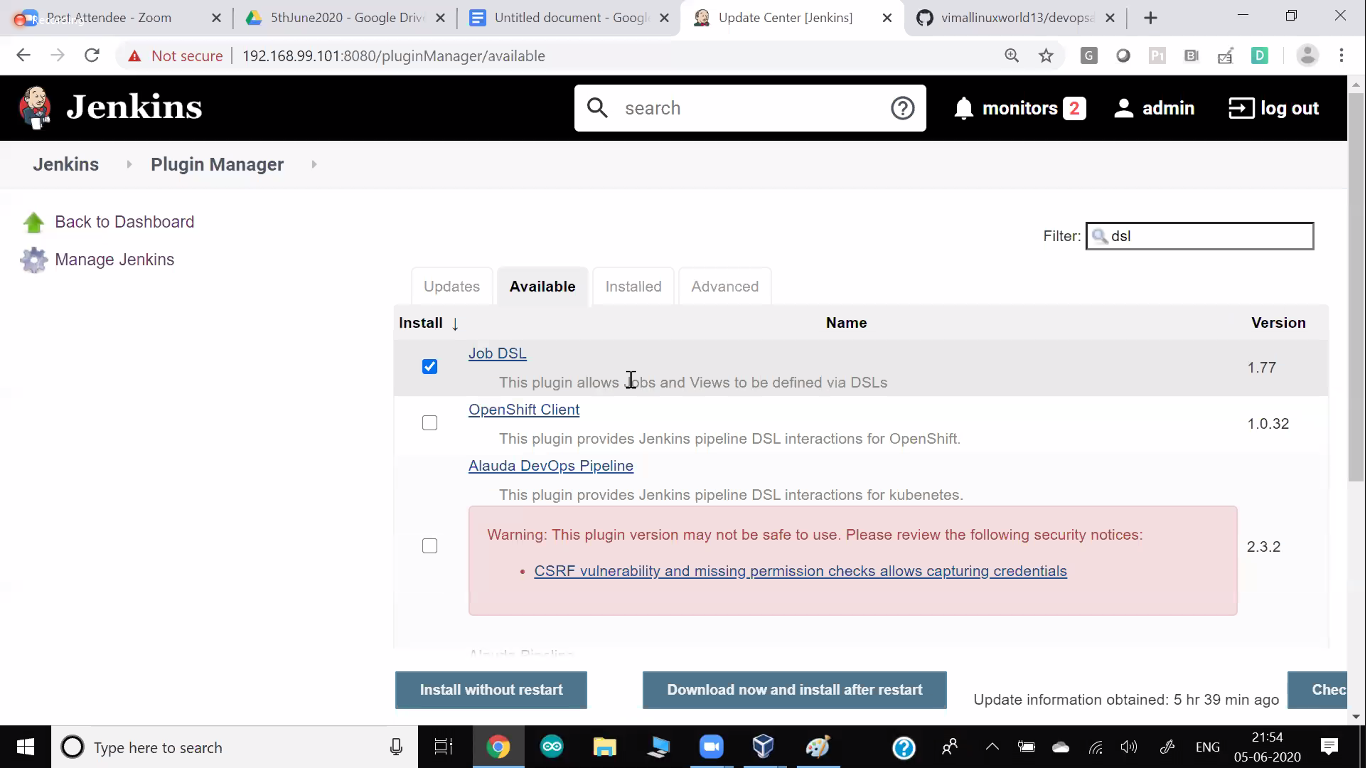 Post Attendee - Zoom
5thJune2020 - Google Drive
Untitled document - Google
Update Center [Jenkins]
vimallinuxworld13/devopsa
Not secure
192.168.99.101:8080/pluginManager/available
Jenkins
search
monitors 2
admin
log out
Jenkins
Plugin Manager
Back to Dashboard
Manage Jenkins
Filter: dsl
Updates
Available
Installed
Advanced
Install ↓
Name
Version
Job DSL
This plugin allows Jobs and Views to be defined via DSLs
1.77
OpenShift Client
This plugin provides Jenkins pipeline DSL interactions for OpenShift.
1.0.32
Alauda DevOps Pipeline
This plugin provides Jenkins pipeline DSL interactions for kubenetes.
Warning: This plugin version may not be safe to use. Please review the following security notices:
• CSRF vulnerability and missing permission checks allows capturing credentials
2.3.2
Alauda Pipeline
Install without restart
Download now and install after restart
Update information obtained: 5 hr 39 min ago
Chec
Type here to search
ENG
21:54
05-06-2020